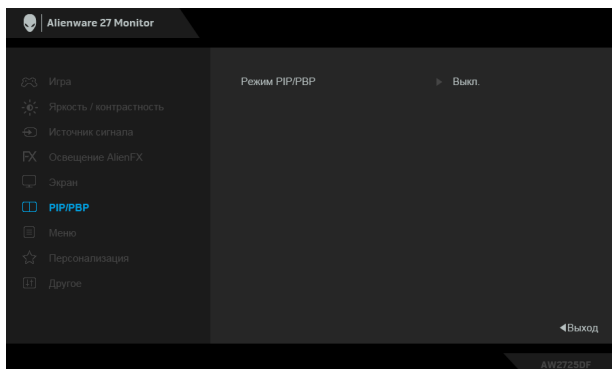 Alienware 27 Monitor
Игра
Режим PIP/PBP
Выкл.
Яркость / контрастность
Источник сигнала
FX Освещение AlienFX
Экран
PIP/PBP
Меню
Персонализация
Другое
Выход
AW2725DF